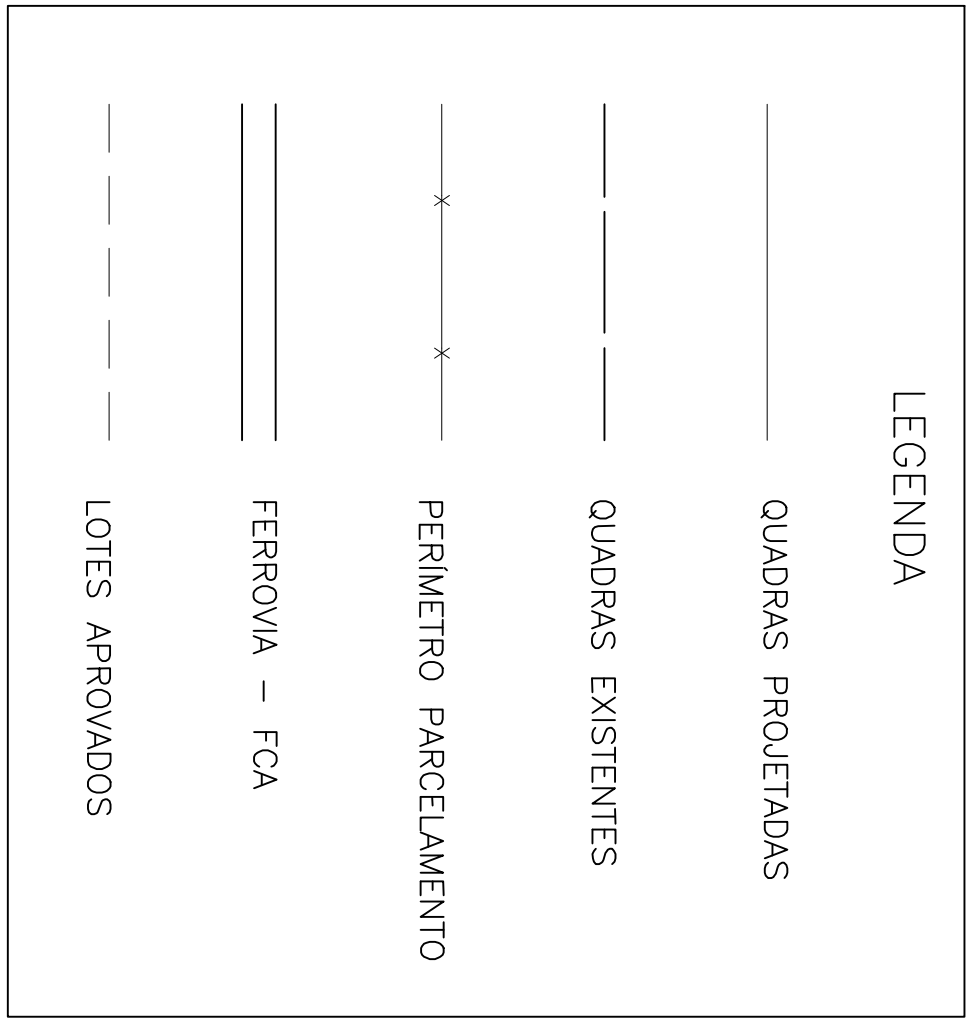 LEGENDA
QUADRAS PROJETADAS
QUADRAS EXISTENTES
PERÍMETRO PARCELAMENTO
FERROVIA - FCA
LOTES APROVADOS